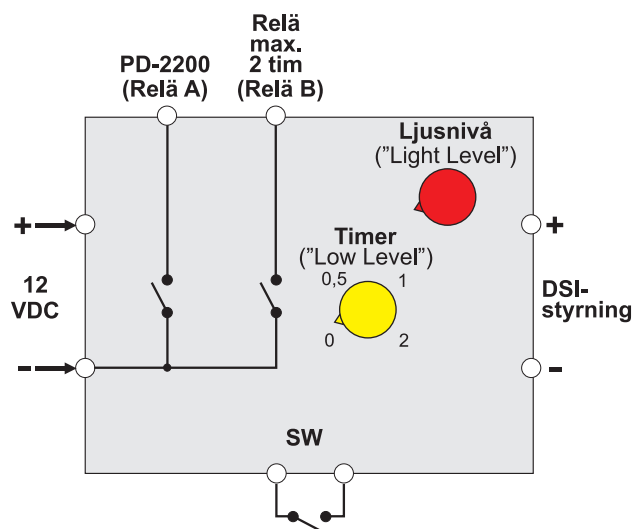 Relä
max.
2 tim
(Relä B)
PD-2200
(Relä A)
Ljusnivå
("Light Level")
+
+
Timer
("Low Level")
0,5
1
12
VDC
DSI-
styrning
0
2
-
-
SW